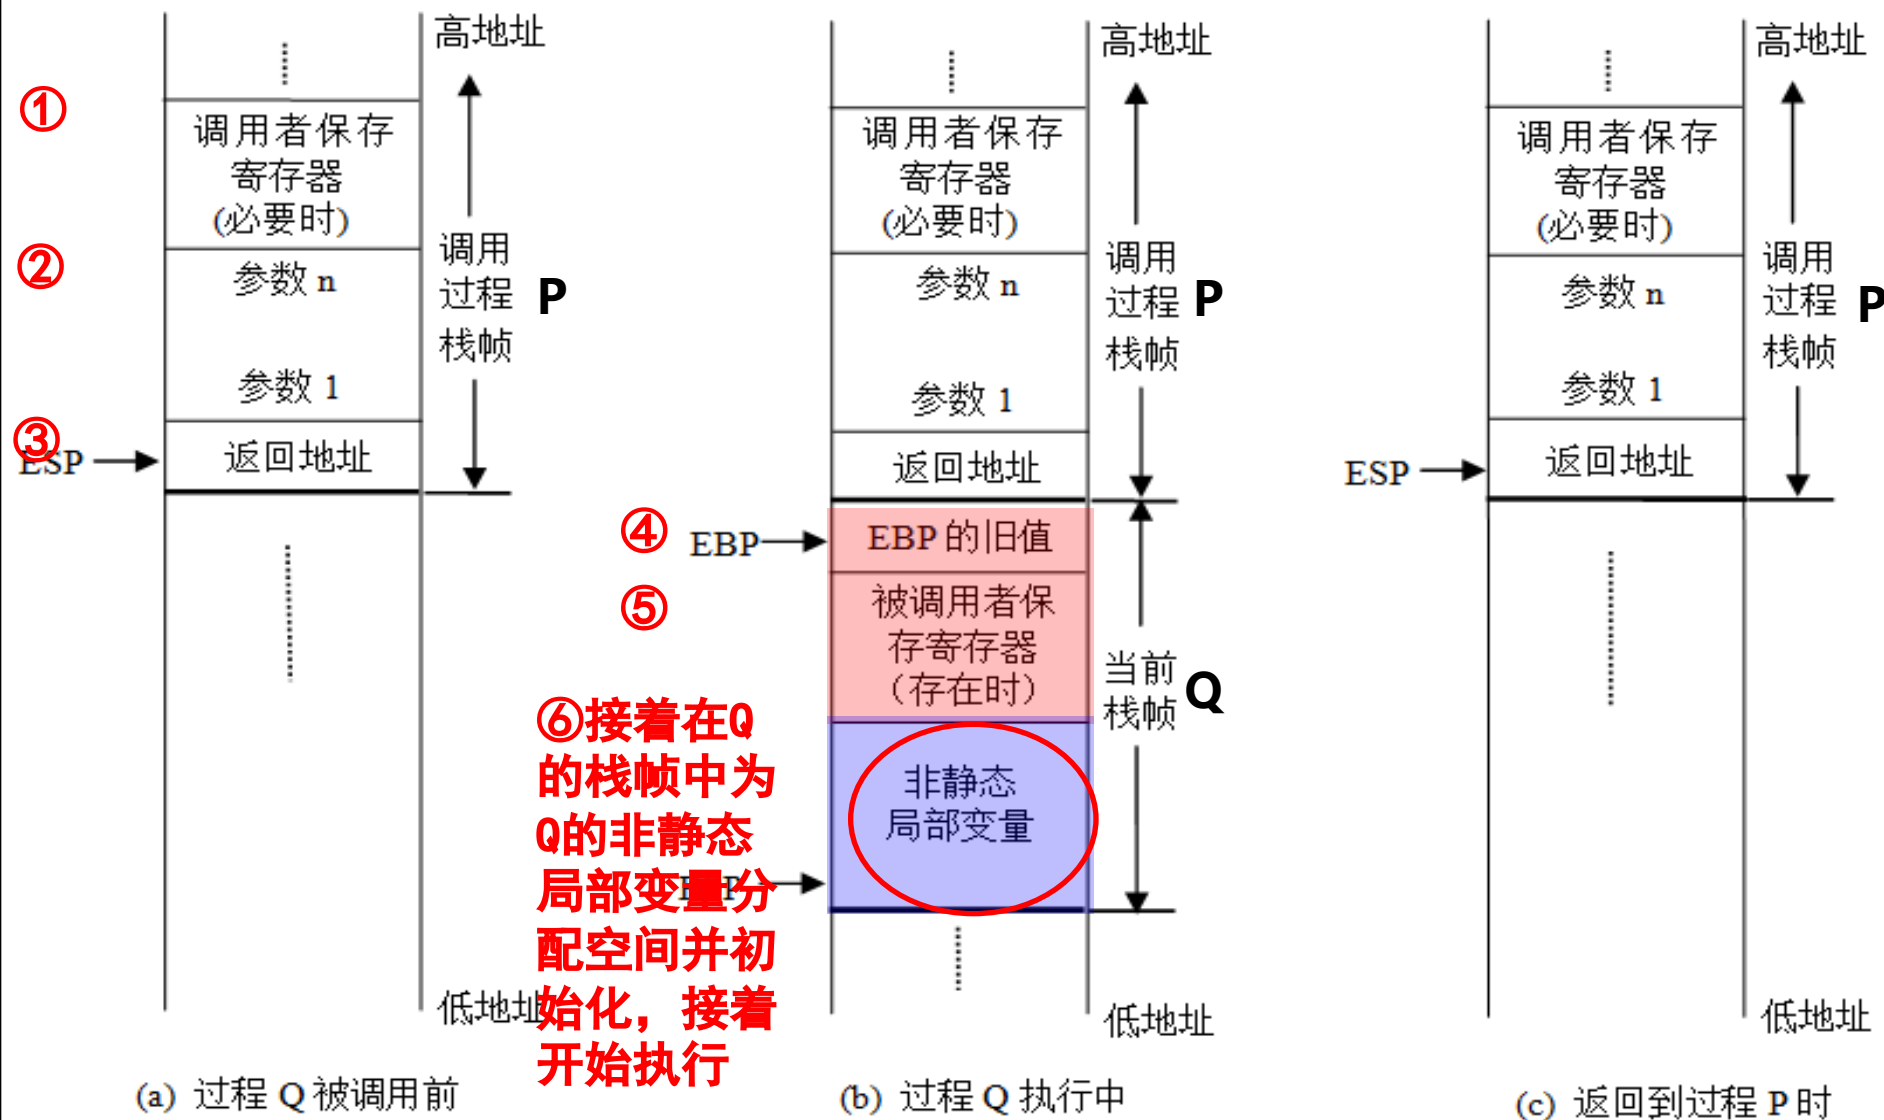 ①
调用者保存
寄存器
(必要时)
②
参数 n
参数 1
③
ESP
返回地址
高地址
调用
过程 P
栈帧
低地址
(a) 过程 Q 被调用前
高地址
调用者保存
寄存器
(必要时)
参数 n
参数 1
返回地址
调用
过程 P
栈帧
④
EBP
EBP 的旧值
⑤
被调用者保
存寄存器
（存在时）
当前
栈帧 Q
⑥接着在Q
的栈帧中为
Q的非静态
局部变量分
配空间并初
始化，接着
开始执行
非静态
局部变量
低地址
(b) 过程 Q 执行中
高地址
调用者保存
寄存器
(必要时)
参数 n
参数 1
ESP
返回地址
调用
过程 P
栈帧
低地址
(c) 返回到过程 P 时